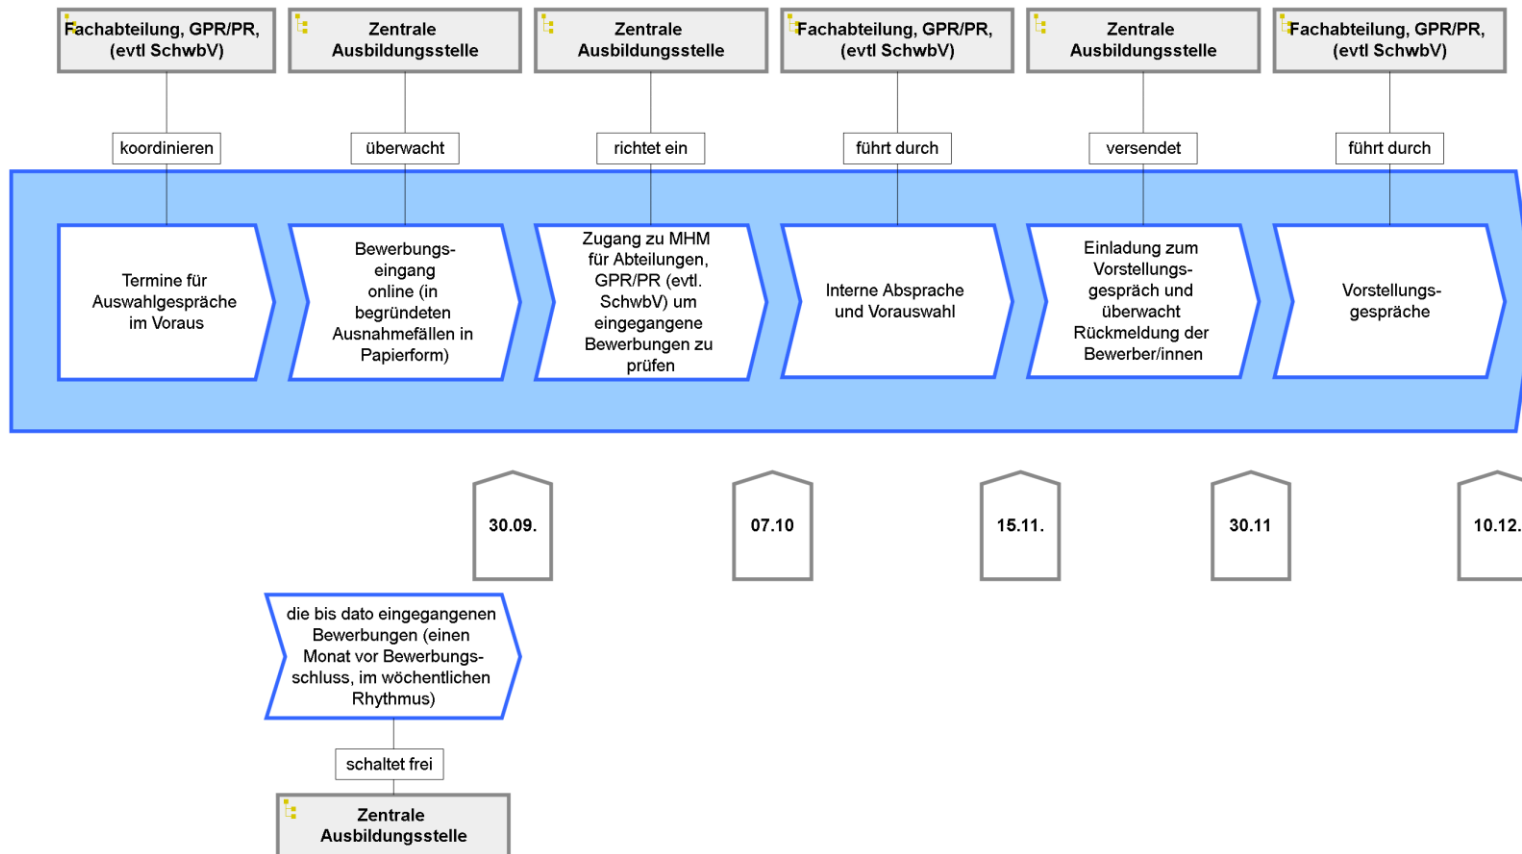 Fachabteilung, GPR/PR,
(evtl SchwbV)
Zentrale
Ausbildungsstelle
Zentrale
Ausbildungsstelle
Fachabteilung, GPR/PR,
(evtl SchwbV)
Zentrale
Ausbildungsstelle
Fachabteilung, GPR/PR,
(evtl SchwbV)
koordinieren
überwacht
richtet ein
führt durch
versendet
führt durch
Termine für
Auswahlgespräche
im Voraus
Bewerbungs-
eingang
online (in
begründeten
Ausnahmefällen in
Papierform)
Zugang zu MHM
für Abteilungen,
GPR/PR (evtl.
SchwbV) um
eingegangene
Bewerbungen zu
prüfen
Interne Absprache
und Vorauswahl
Einladung zum
Vorstellungs-
gespräch und
überwacht
Rückmeldung der
Bewerber/innen
Vorstellungs-
gespräche
30.09.
07.10
15.11.
30.11
10.12.
die bis dato eingegangenen
Bewerbungen (einen
Monat vor Bewerbungs-
schluss, im wöchentlichen
Rhythmus)
schaltet frei
Zentrale
Ausbildungsstelle